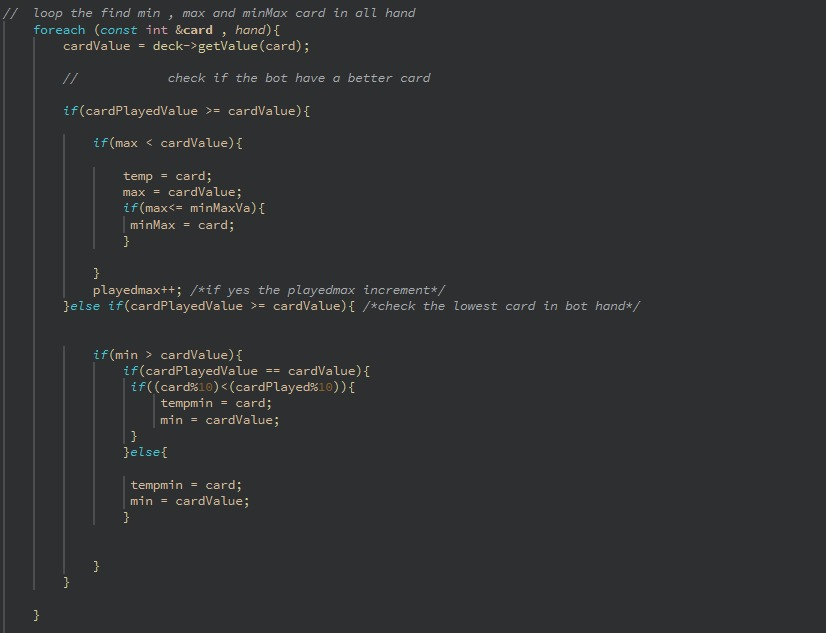 //  loop the find min , max and minMax card in all hand
    foreach (const int &card , hand){
        cardValue = deck->getValue(card);
        //            check if the bot have a better card
        if(cardPlayedValue >= cardValue){
            if(max < cardValue){
                temp = card;
                max = cardValue;
                if(max<= minMaxVa){
                 minMax = card;
                }
            }
            playedmax++; /*if yes the playedmax increment*/
        }else if(cardPlayedValue >= cardValue){ /*check the lowest card in bot hand*/
            if(min > cardValue){
                if(cardPlayedValue == cardValue){
                 if((card%10)<(cardPlayed%10)){
                     tempmin = card;
                     min = cardValue;
                 }
                }else{
                 tempmin = card;
                 min = cardValue;
                }
            }
        }
    }